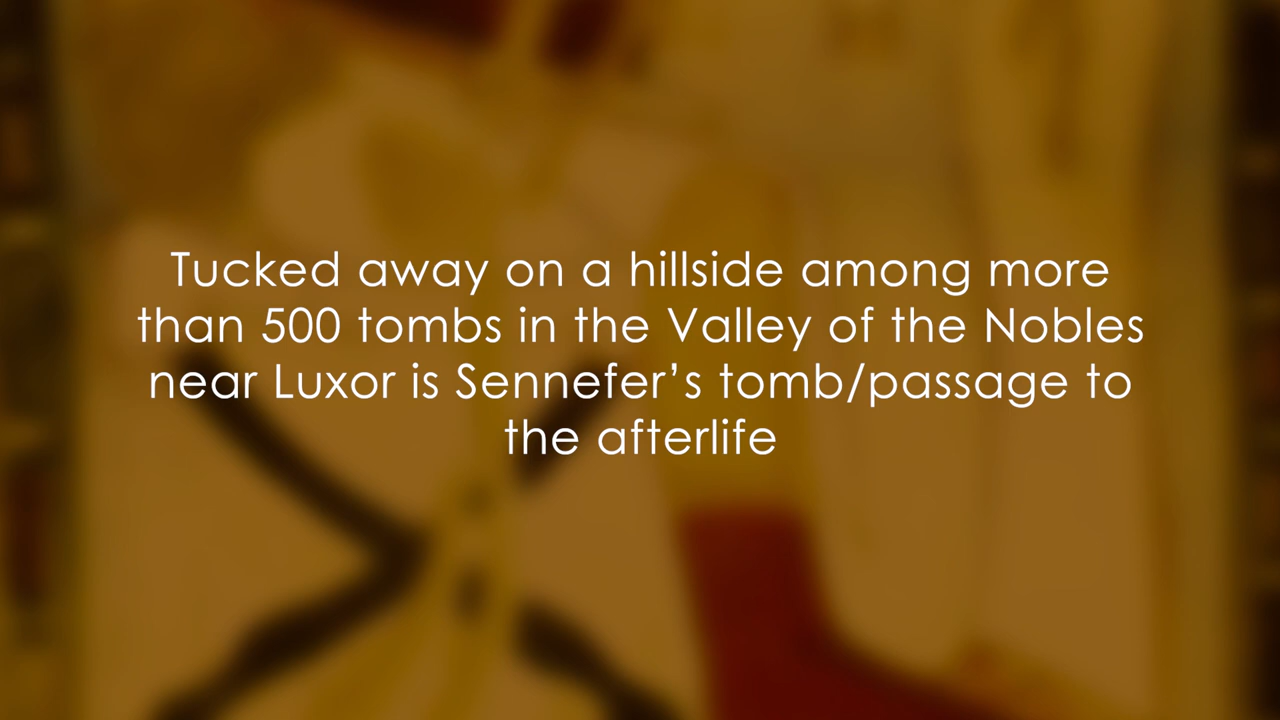 Tucked away on a hillside among more
than 500 tombs in the Valley of the Nobles
near Luxor is Sennefer’s tomb/passage to
the afterlife